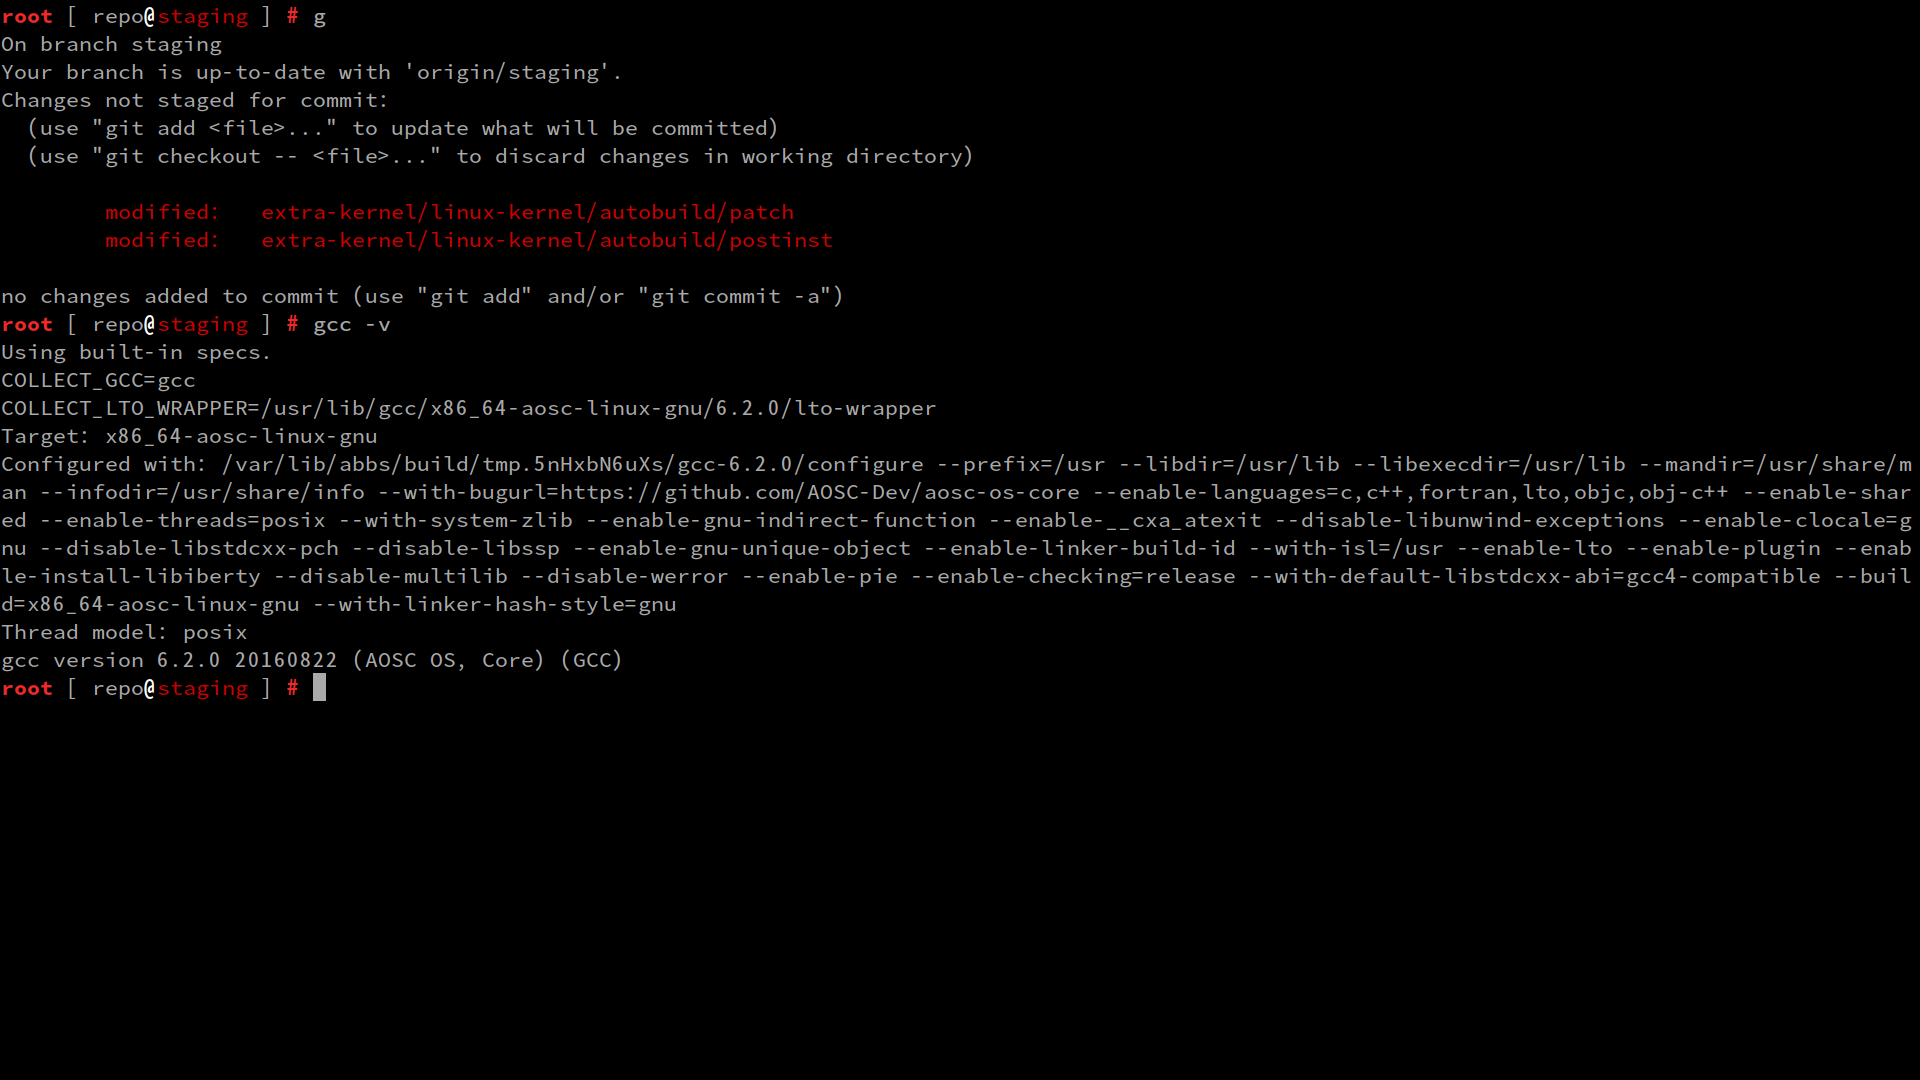 root [ repo@staging ] # g
On branch staging
Your branch is up-to-date with 'origin/staging'.
Changes not staged for commit:
  (use "git add <file>..." to update what will be committed)
  (use "git checkout -- <file>..." to discard changes in working directory)
        modified:   extra-kernel/linux-kernel/autobuild/patch
        modified:   extra-kernel/linux-kernel/autobuild/postinst
no changes added to commit (use "git add" and/or "git commit -a")
root [ repo@staging ] # gcc -v
Using built-in specs.
COLLECT_GCC=gcc
COLLECT_LTO_WRAPPER=/usr/lib/gcc/x86_64-aosc-linux-gnu/6.2.0/lto-wrapper
Target: x86_64-aosc-linux-gnu
Configured with: /var/lib/abbs/build/tmp.5nHxbN6uXs/gcc-6.2.0/configure --prefix=/usr --libdir=/usr/lib --libexecdir=/usr/lib --mandir=/usr/share/m
an --infodir=/usr/share/info --with-bugurl=https://github.com/AOSC-Dev/aosc-os-core --enable-languages=c,c++,fortran,lto,objc,obj-c++ --enable-shar
ed --enable-threads=posix --with-system-zlib --enable-gnu-indirect-function --enable-__cxa_atexit --disable-libunwind-exceptions --enable-clocale=g
nu --disable-libstdcxx-pch --disable-libssp --enable-gnu-unique-object --enable-linker-build-id --with-isl=/usr --enable-lto --enable-plugin --enab
le-install-libiberty --disable-multilib --disable-werror --enable-pie --enable-checking=release --with-default-libstdcxx-abi=gcc4-compatible --buil
d=x86_64-aosc-linux-gnu --with-linker-hash-style=gnu
Thread model: posix
gcc version 6.2.0 20160822 (AOSC OS, Core) (GCC)
root [ repo@staging ] #